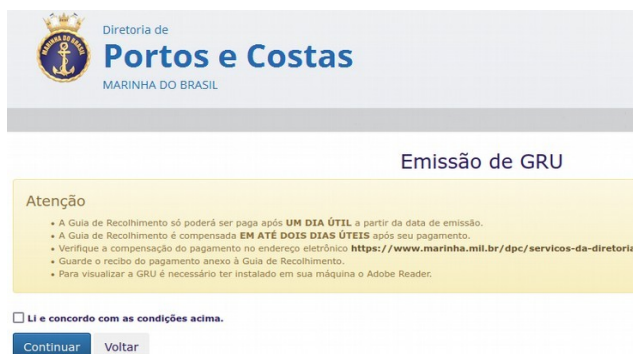 Diretoria de
Portos e Costas
MARINHA DO BRASIL
MARINHA DO BRASIL
Emissão de GRU
Atenção
• A Guia de Recolhimento só poderá ser paga após UM DIA ÚTIL a partir da data de emissão.
• A Guia de Recolhimento é compensada EM ATÉ DOIS DIAS ÚTEIS após seu pagamento.
• Verifique a compensação do pagamento no endereço eletrônico https://www.marinha.mil.br/dpc/servicos-da-diretoria
• Guarde o recibo do pagamento anexo à Guia de Recolhimento.
• Para visualizar a GRU é necessário ter instalado em sua máquina o Adobe Reader.
Li e concordo com as condições acima.
Continuar Voltar